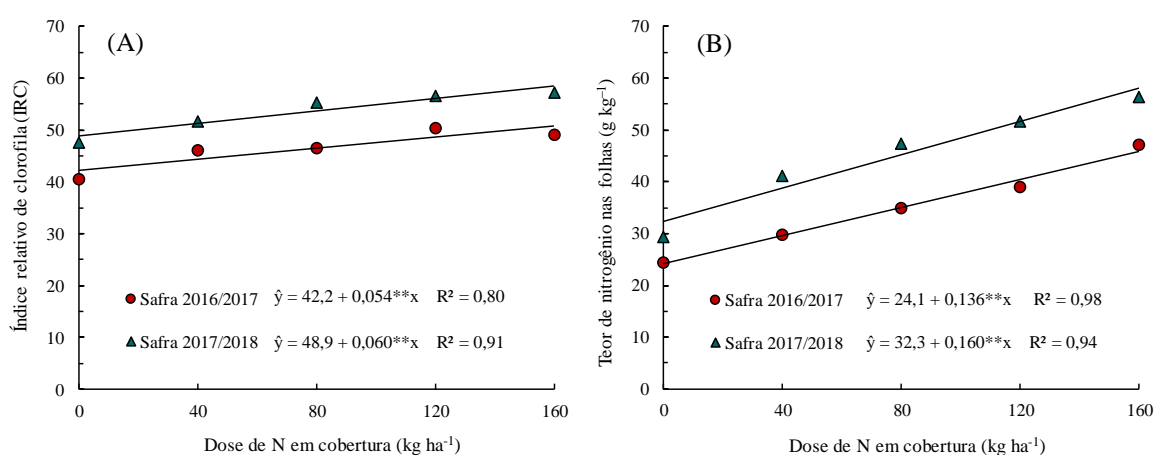 (A)
Índice relativo de clorofila (IRC)
70
60
50
40
30
20
10
0
Safra 2016/2017 ŷ = 42,2 + 0,054**x R² = 0,80
Safra 2017/2018 ŷ = 48,9 + 0,060**x R² = 0,91
0 40 80 120 160
Dose de N em cobertura (kg ha⁻¹)
(B)
Teor de nitrogênio nas folhas (g kg⁻¹)
70
60
50
40
30
20
10
0
Safra 2016/2017 ŷ = 24,1 + 0,136**x R² = 0,98
Safra 2017/2018 ŷ = 32,3 + 0,160**x R² = 0,94
0 40 80 120 160
Dose de N em cobertura (kg ha⁻¹)